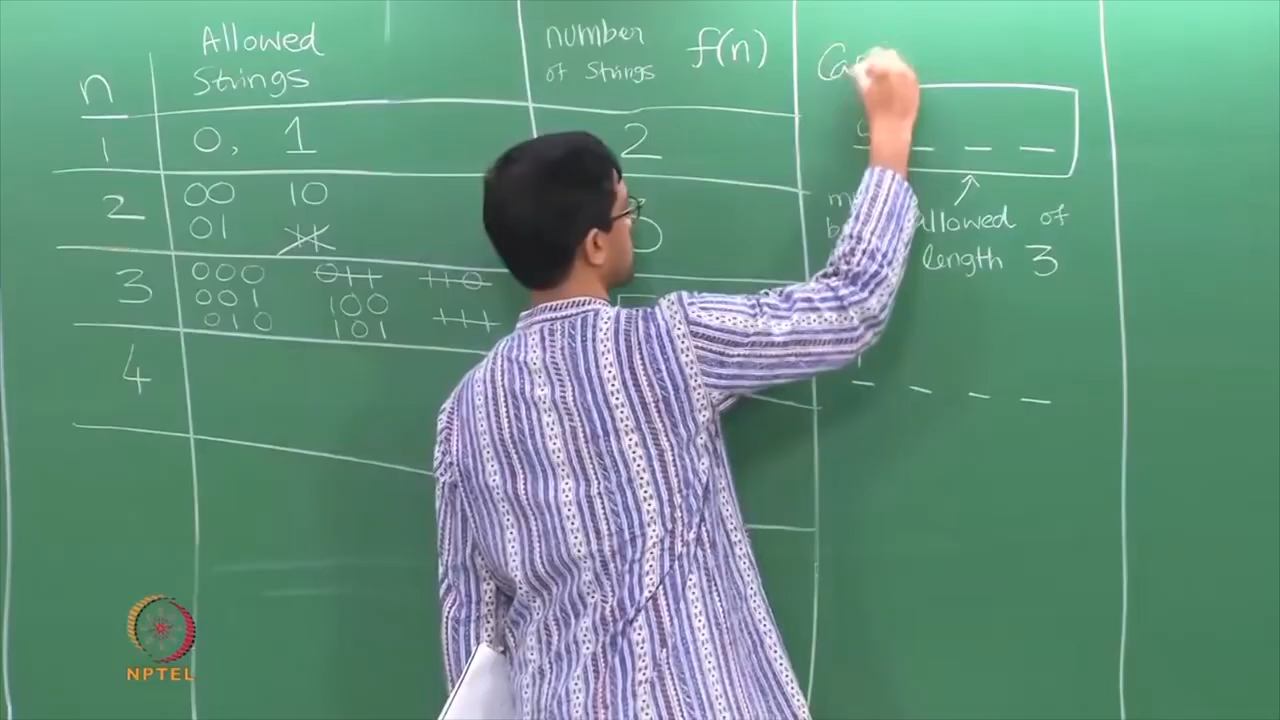 Allowed
Strings
number
of Strings
f(n)
n
1
0, 1
2
2
00 10
01 11
3
000 011 110
001 100
010 101 111
4
allowed of
length 3
NPTEL